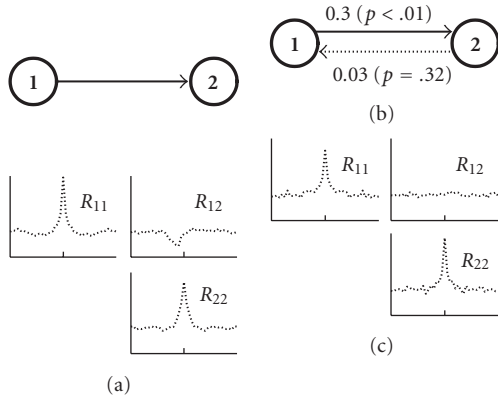 1
2
(a)
R11
R12
R22
1
0.3 (p < .01)
2
0.03 (p = .32)
(b)
R11
R12
R22
(c)